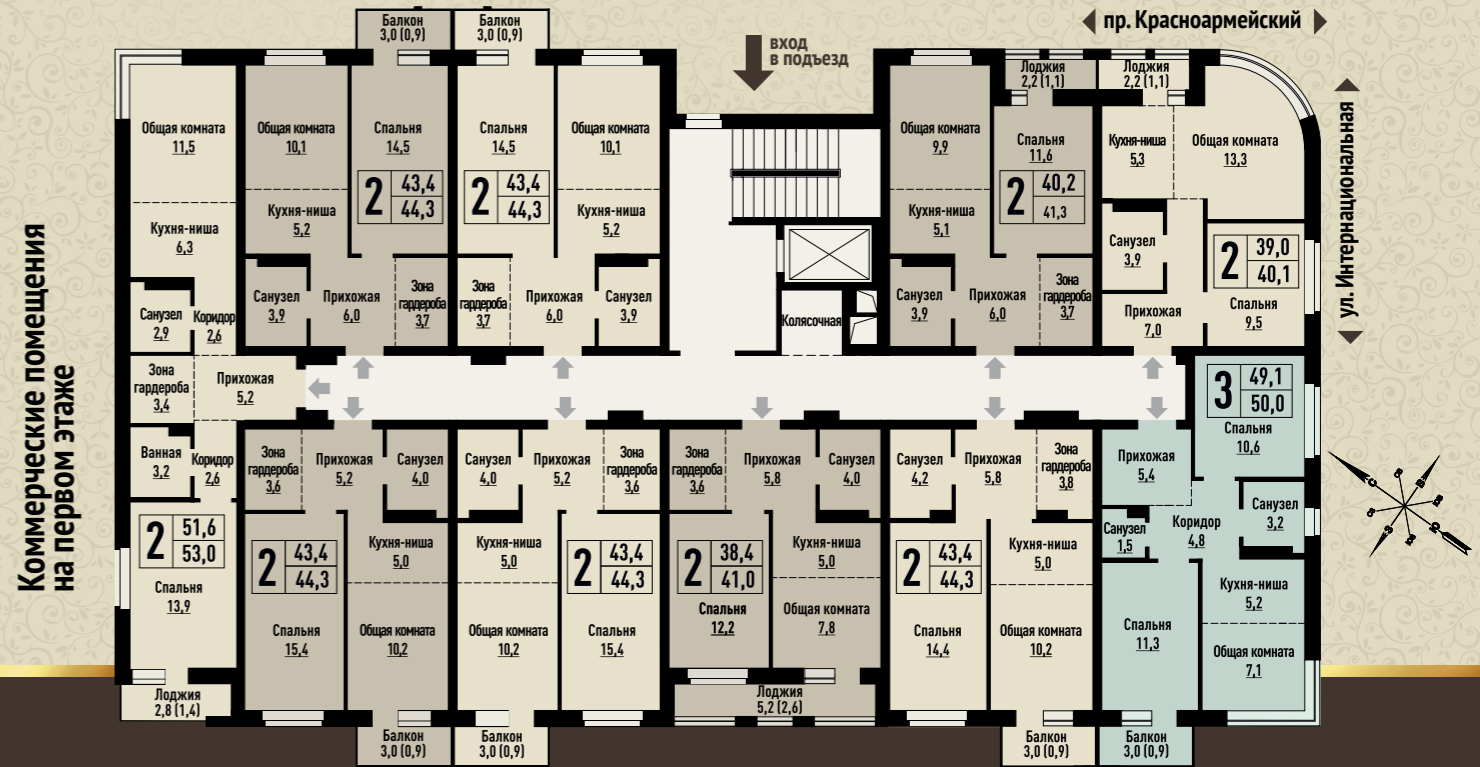 Коммерческие помещения
на первом этаже
◀ пр. Красноармейский ▶
◀ ул. Интернациональная ▶
вход
в подъезд
Балкон
3,0 (0,9)
Балкон
3,0 (0,9)
Общая комната
11,5
Кухня-ниша
6,3
Санузел
2,9
Коридор
2,6
Зона
гардероба
3,4
Прихожая
5,2
Ванная
3,2
Коридор
2,6
2
51,6
53,0
Спальня
13,9
Лоджия
2,8 (1,4)
Общая комната
10,1
Спальня
14,5
2
43,4
44,3
Кухня-ниша
5,2
Санузел
3,9
Прихожая
6,0
Зона
гардероба
3,7
Спальня
14,5
Общая комната
10,1
2
43,4
44,3
Кухня-ниша
5,2
Зона
гардероба
3,7
Прихожая
6,0
Санузел
3,9
Колясочная
Лоджия
2,2 (1,1)
Общая комната
9,9
Спальня
11,6
2
40,2
41,3
Кухня-ниша
5,1
Санузел
3,9
Прихожая
6,0
Зона
гардероба
3,7
Лоджия
2,2 (1,1)
Кухня-ниша
5,3
Общая комната
13,3
Санузел
3,9
2
39,0
40,1
Прихожая
7,0
Спальня
9,5
3
49,1
50,0
Спальня
10,6
Прихожая
5,4
Санузел
3,2
Санузел
1,5
Коридор
4,8
Кухня-ниша
5,2
Спальня
11,3
Общая комната
7,1
Балкон
3,0 (0,9)
Зона
гардероба
3,6
Прихожая
5,2
Санузел
4,0
2
43,4
44,3
Кухня-ниша
5,0
Спальня
15,4
Общая комната
10,2
Балкон
3,0 (0,9)
Санузел
4,0
Прихожая
5,2
Зона
гардероба
3,6
Кухня-ниша
5,0
2
43,4
44,3
Общая комната
10,2
Спальня
15,4
Балкон
3,0 (0,9)
Зона
гардероба
3,6
Прихожая
5,8
Санузел
4,0
2
38,4
41,0
Кухня-ниша
5,0
Спальня
12,2
Общая комната
7,8
Лоджия
5,2 (2,6)
Санузел
4,2
Прихожая
5,8
Зона
гардероба
3,8
2
43,4
44,3
Кухня-ниша
5,0
Спальня
14,4
Общая комната
10,2
Балкон
3,0 (0,9)
С
В
Ю
З